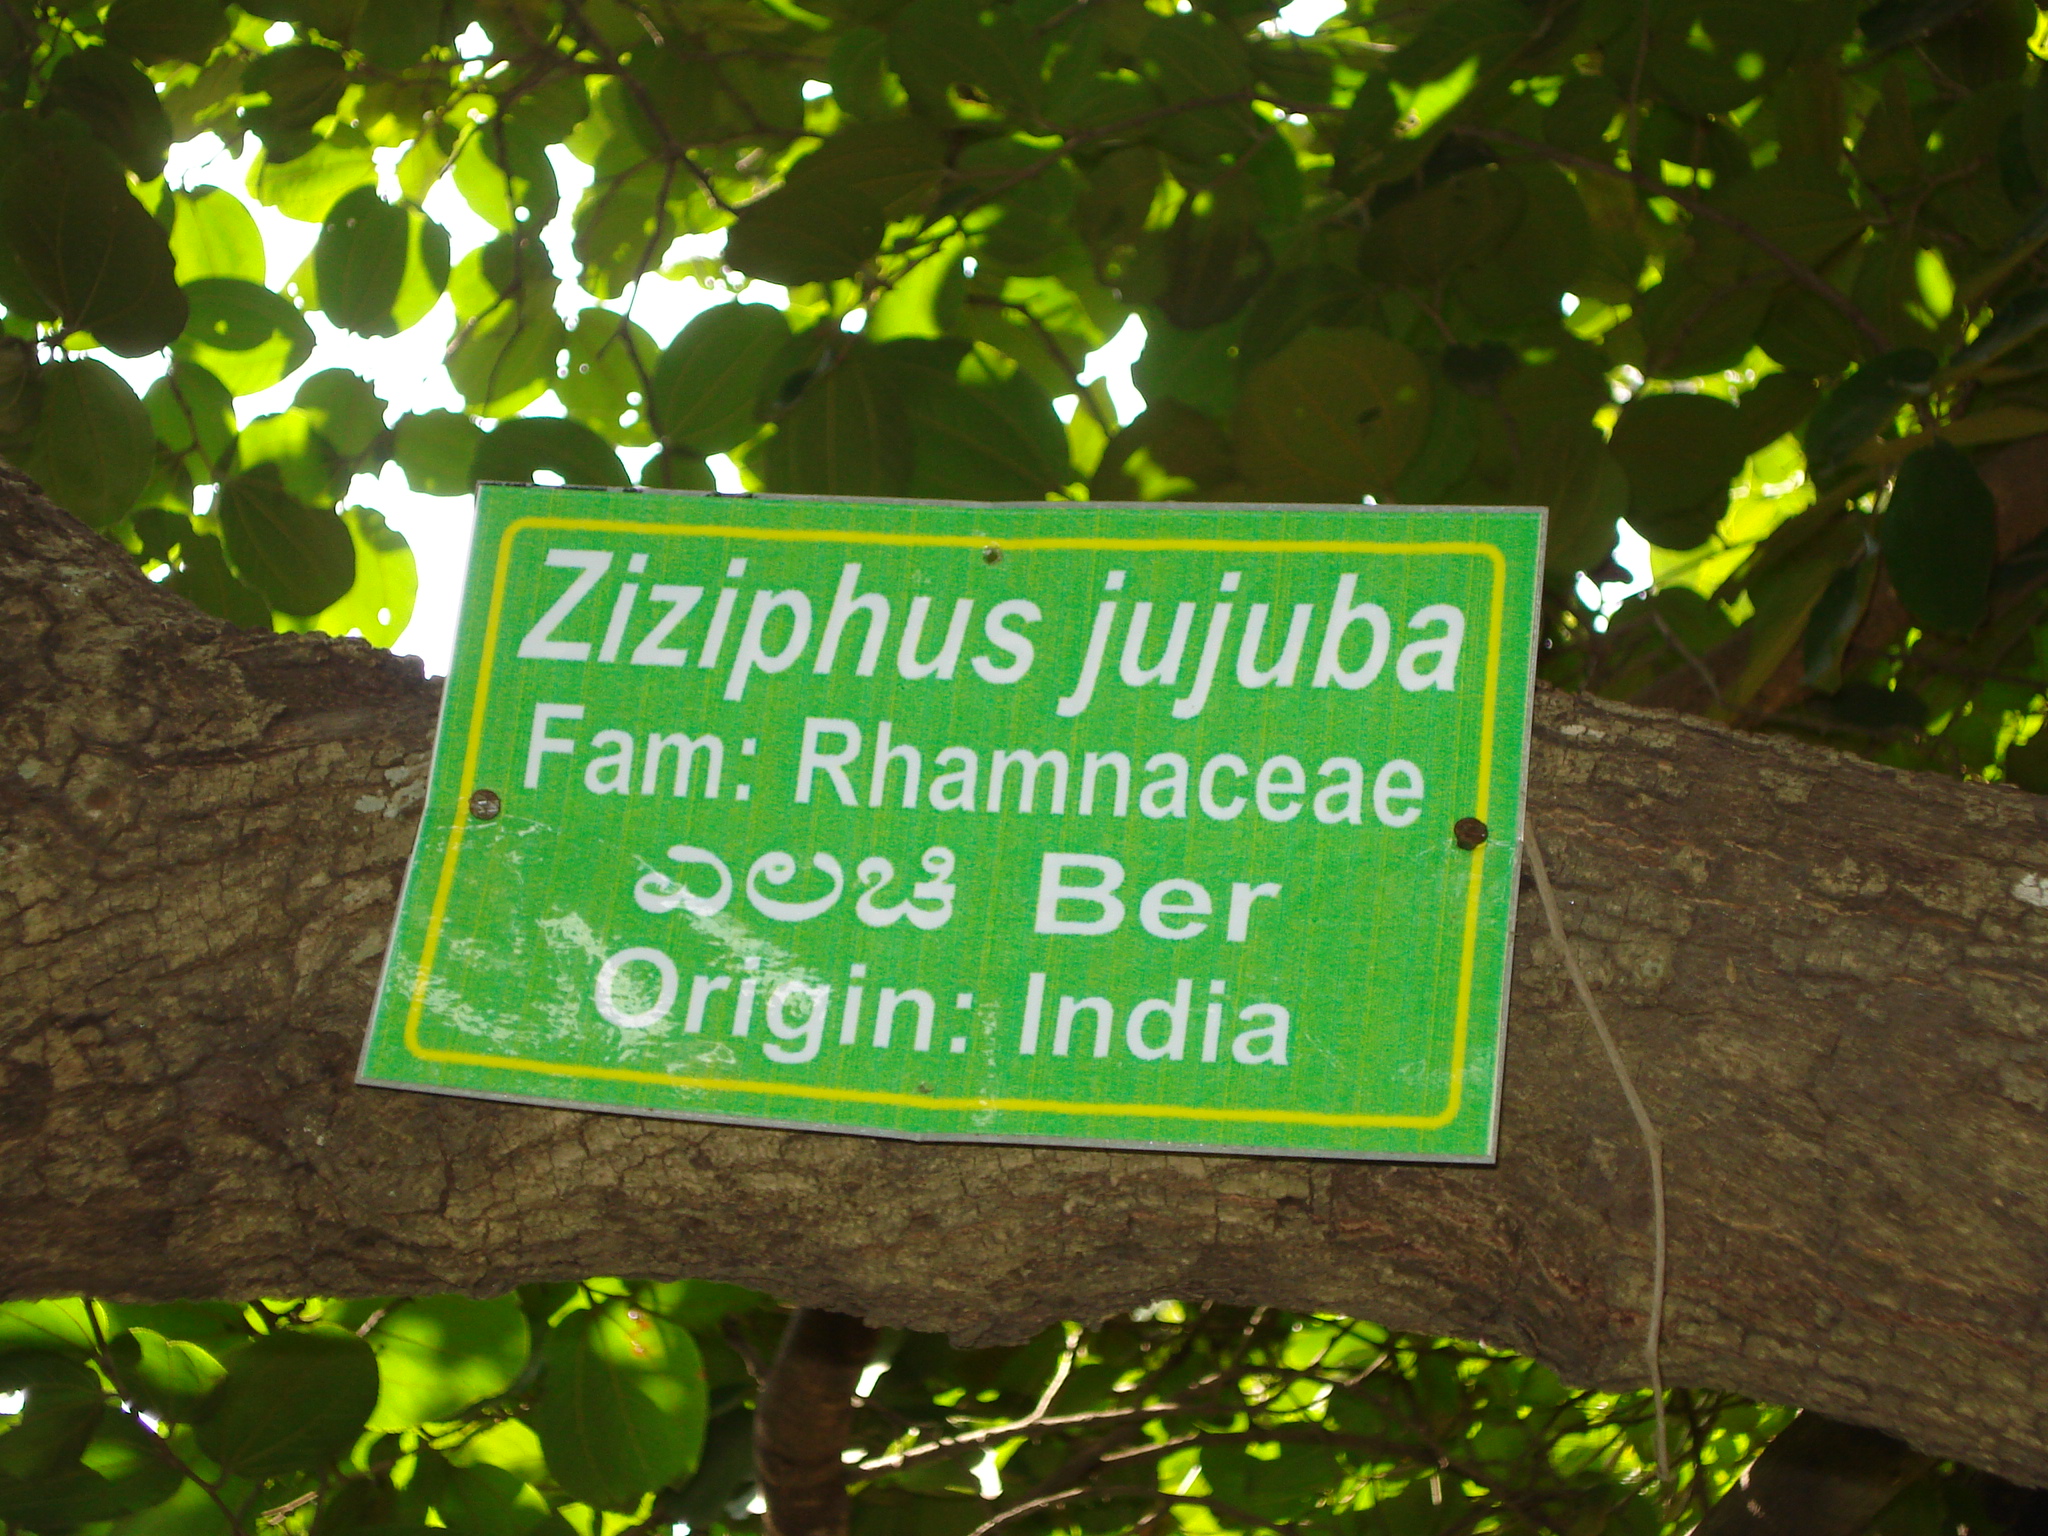 Ziziphus jujuba
Fam: Rhamnaceae
ಎಲಚಿ Ber
Origin: India